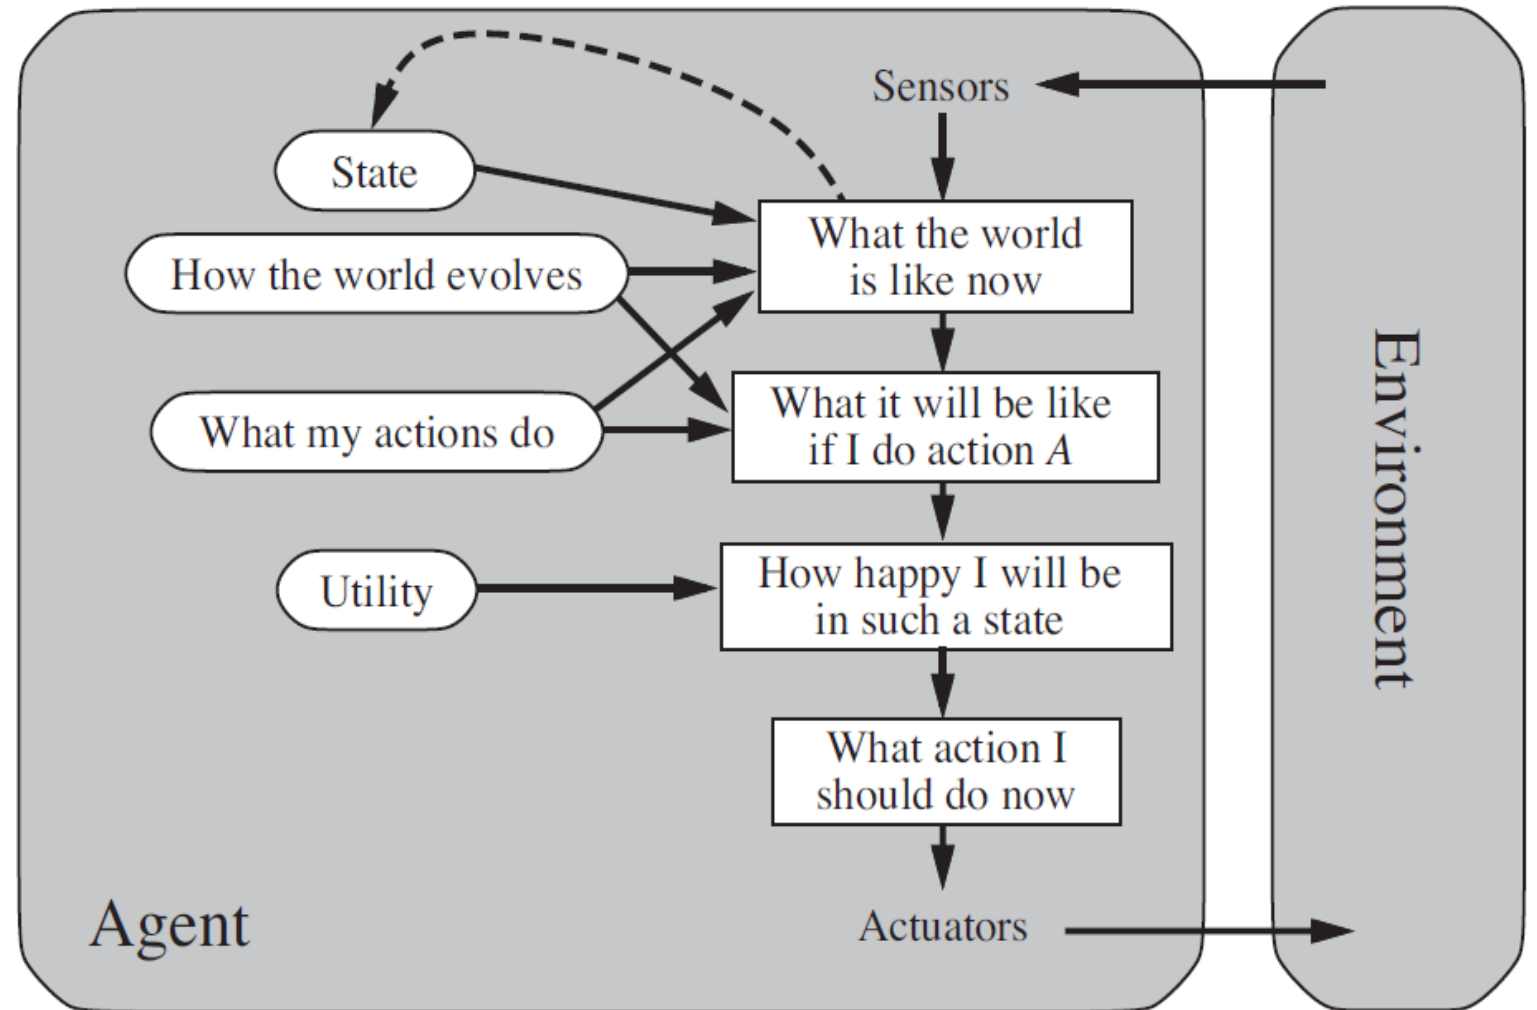 Sensors
State
What the world
is like now
How the world evolves
What my actions do
What it will be like
if I do action A
Utility
How happy I will be
in such a state
What action I
should do now
Agent
Actuators
Environment